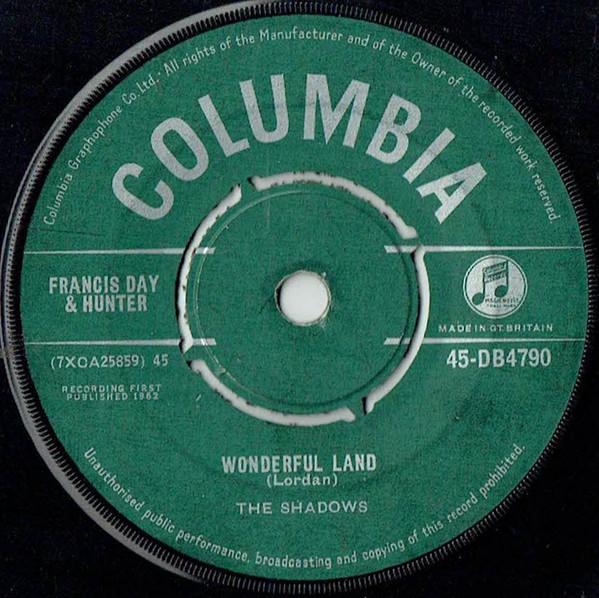 Columbia Graphophone Co. Ltd. · All rights of the Manufacturer and of the Owner of the recorded work reserved.
COLUMBIA
FRANCIS DAY
& HUNTER
MADE IN GT. BRITAIN
(7XCA25859) 45
45-DB4790
RECORDING FIRST
PUBLISHED 1962
WONDERFUL LAND
(Lordan)
THE SHADOWS
Unauthorised public performance, broadcasting and copying of this record prohibited.